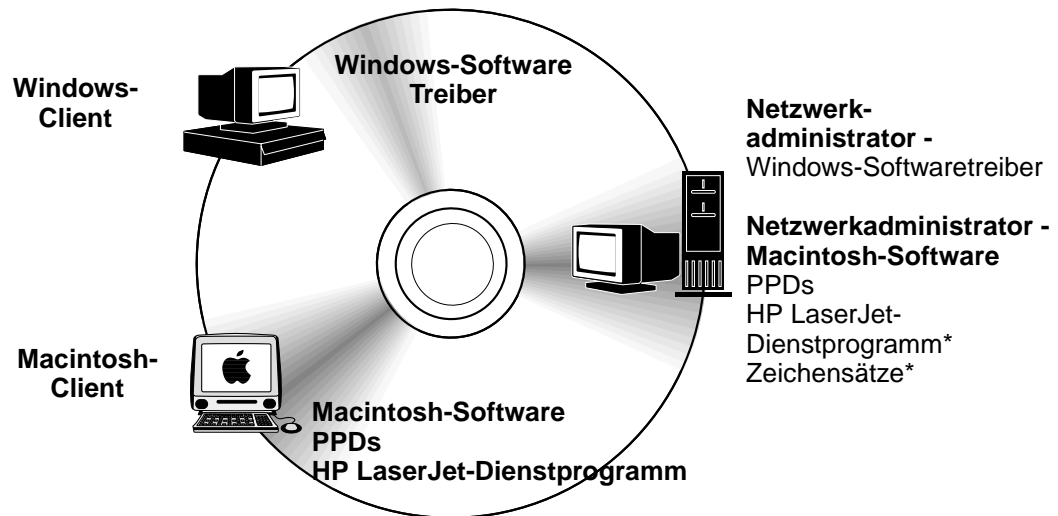 Windows-
Client
Windows-Software
Treiber
Netzwerk-
administrator -
Windows-Softwaretreiber
Netzwerkadministrator -
Macintosh-Software
PPDs
HP LaserJet-
Dienstprogramm*
Zeichensätze*
Macintosh-
Client
Macintosh-Software
PPDs
HP LaserJet-Dienstprogramm